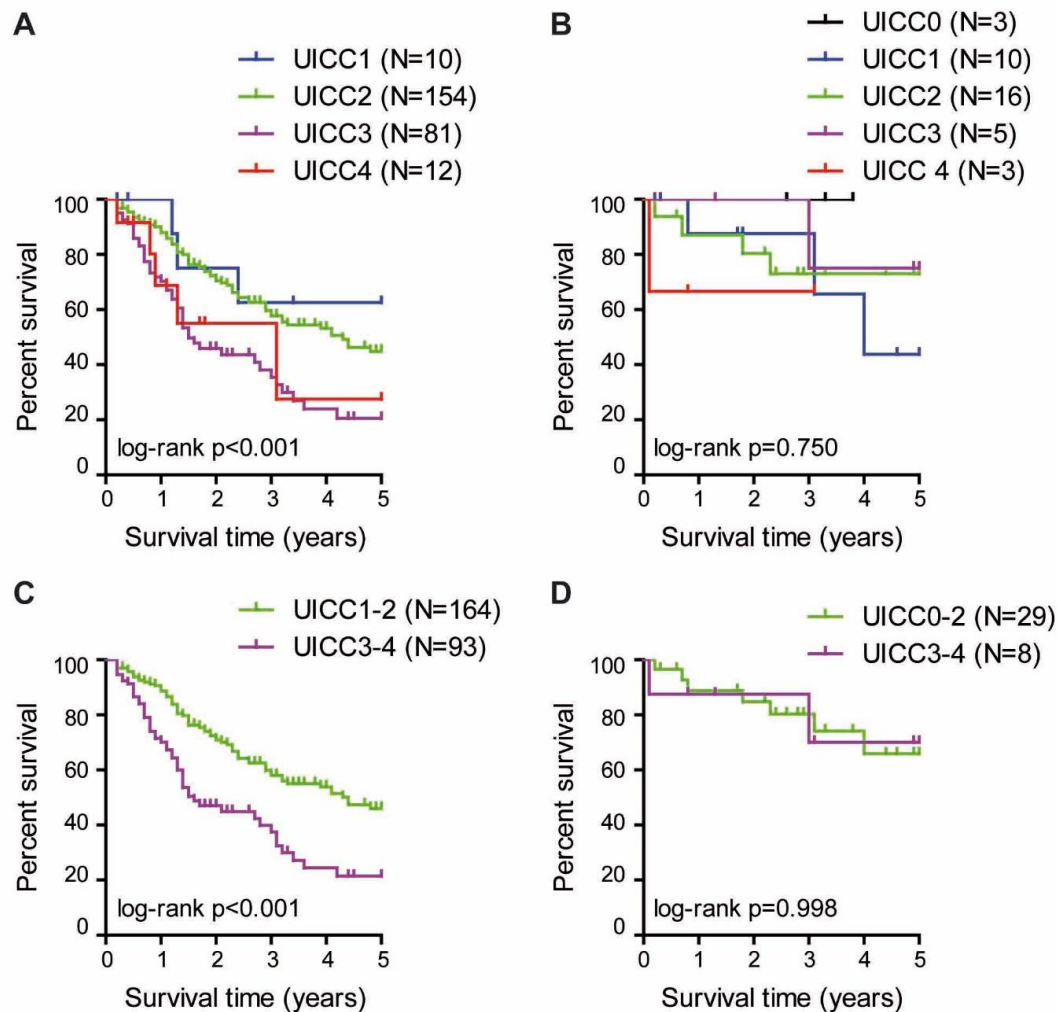 A
UICC1 (N=10)
UICC2 (N=154)
UICC3 (N=81)
UICC4 (N=12)
100
80
60
40
20
0
Percent survival
log-rank p<0.001
0 1 2 3 4 5
Survival time (years)
B
UICC0 (N=3)
UICC1 (N=10)
UICC2 (N=16)
UICC3 (N=5)
UICC 4 (N=3)
100
80
60
40
20
0
Percent survival
log-rank p=0.750
0 1 2 3 4 5
Survival time (years)
C
UICC1-2 (N=164)
UICC3-4 (N=93)
100
80
60
40
20
0
Percent survival
log-rank p<0.001
0 1 2 3 4 5
Survival time (years)
D
UICC0-2 (N=29)
UICC3-4 (N=8)
100
80
60
40
20
0
Percent survival
log-rank p=0.998
0 1 2 3 4 5
Survival time (years)